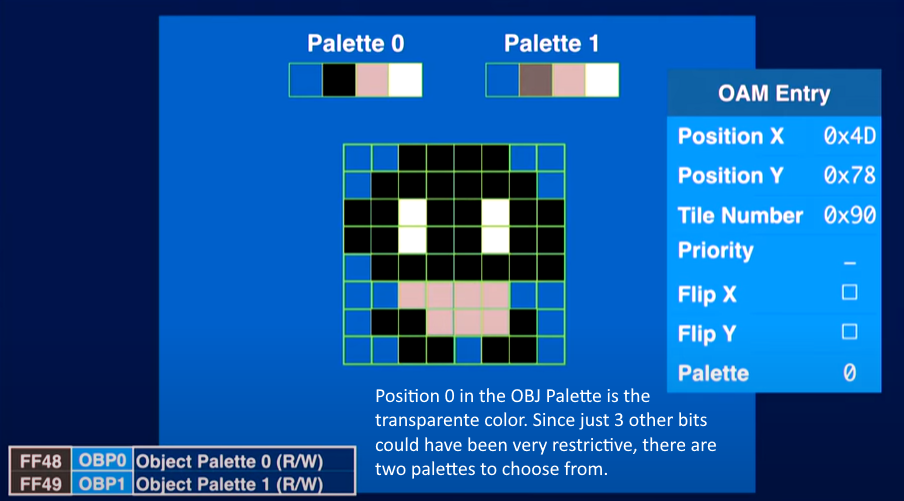 Palette 0
Palette 1
OAM Entry
Position X 0x4D
Position Y 0x78
Tile Number 0x90
Priority _
Flip X □
Flip Y □
Palette 0
Position 0 in the OBJ Palette is the
transparente color. Since just 3 other bits
could have been very restrictive, there are
two palettes to choose from.
FF48 OBP0 Object Palette 0 (R/W)
FF49 OBP1 Object Palette 1 (R/W)